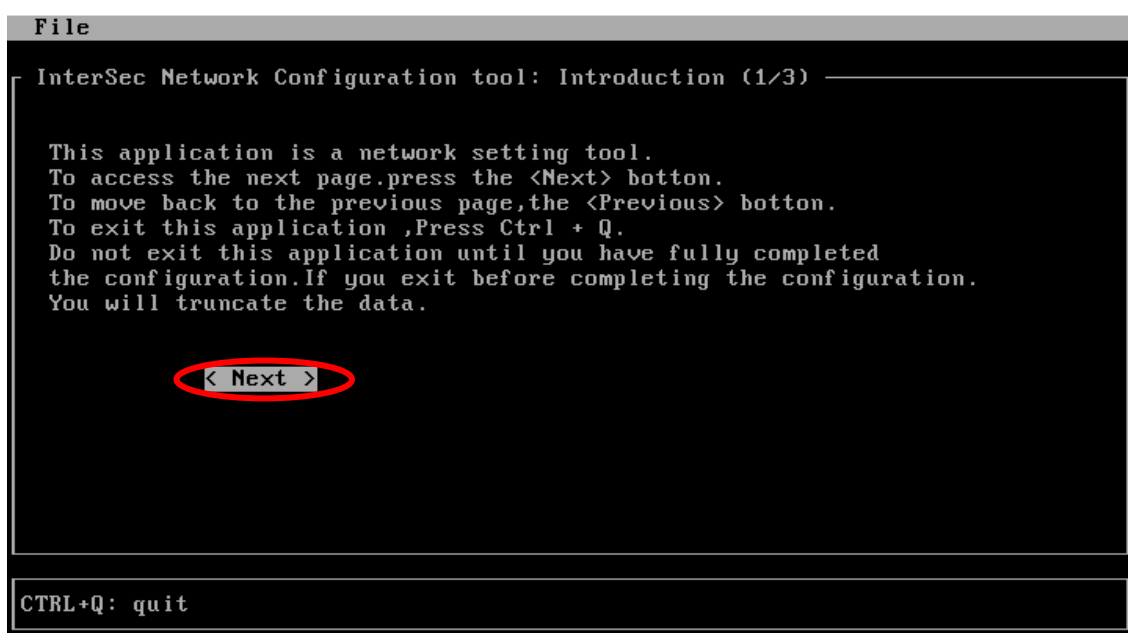 File
InterSec Network Configuration tool: Introduction (1/3)
This application is a network setting tool.
To access the next page.press the <Next> botton.
To move back to the previous page,the <Previous> botton.
To exit this application ,Press Ctrl + Q.
Do not exit this application until you have fully completed
the configuration.If you exit before completing the configuration.
You will truncate the data.
< Next >
CTRL+Q: quit